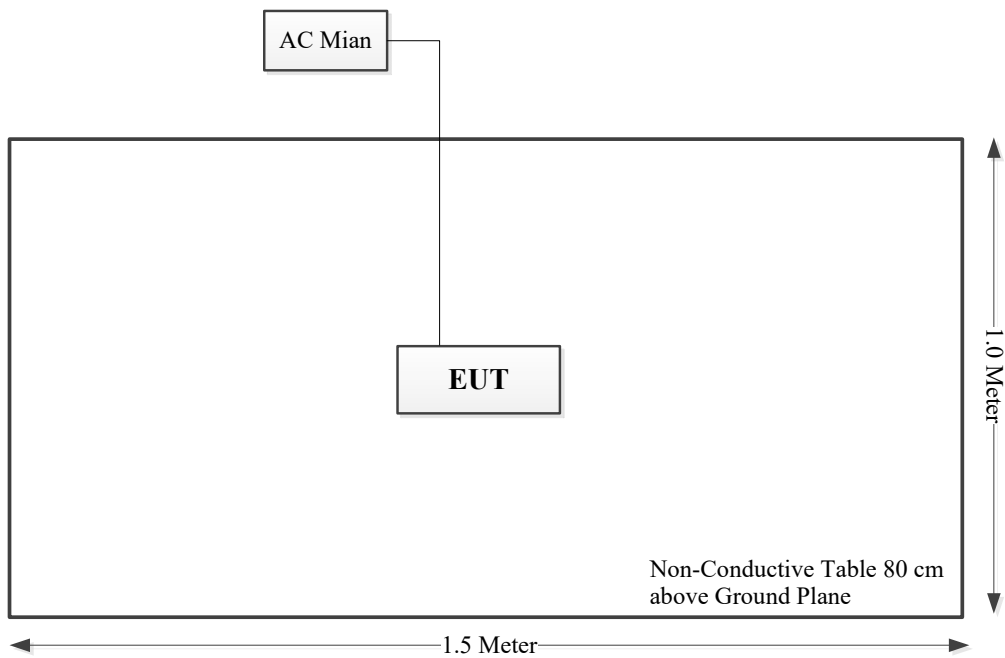 AC Mian
EUT
1.0 Meter
Non-Conductive Table 80 cm
above Ground Plane
1.5 Meter